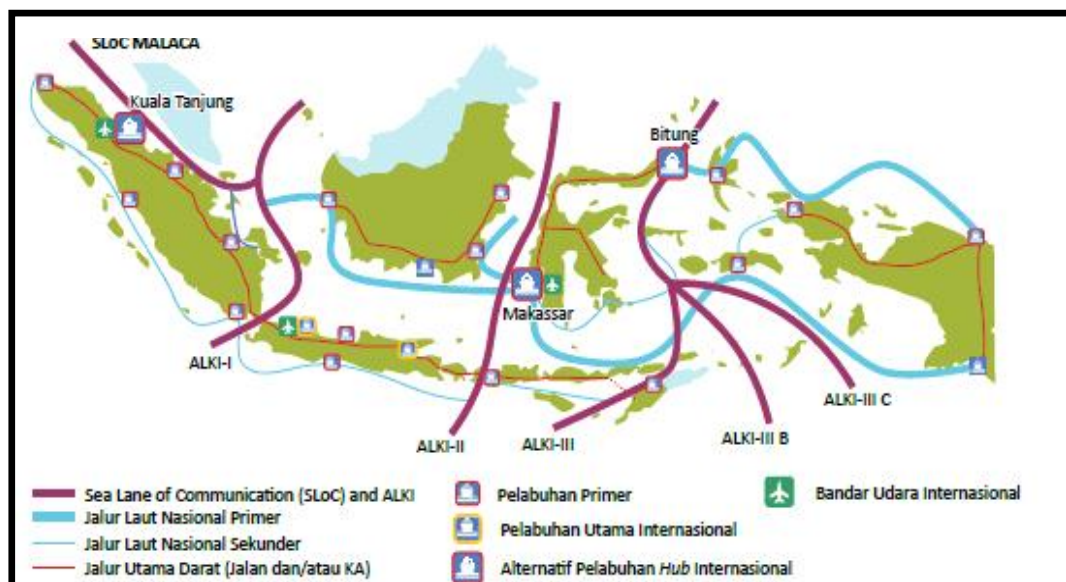 SLoC MALACA
Kuala Tanjung
Bitung
Makassar
ALKI-I
ALKI-II
ALKI-III
ALKI-III B
ALKI-III C
Sea Lane of Communication (SLoC) and ALKI
Jalur Laut Nasional Primer
Jalur Laut Nasional Sekunder
Jalur Utama Darat (Jalan dan/atau KA)
Pelabuhan Primer
Pelabuhan Utama Internasional
Alternatif Pelabuhan Hub Internasional
Bandar Udara Internasional